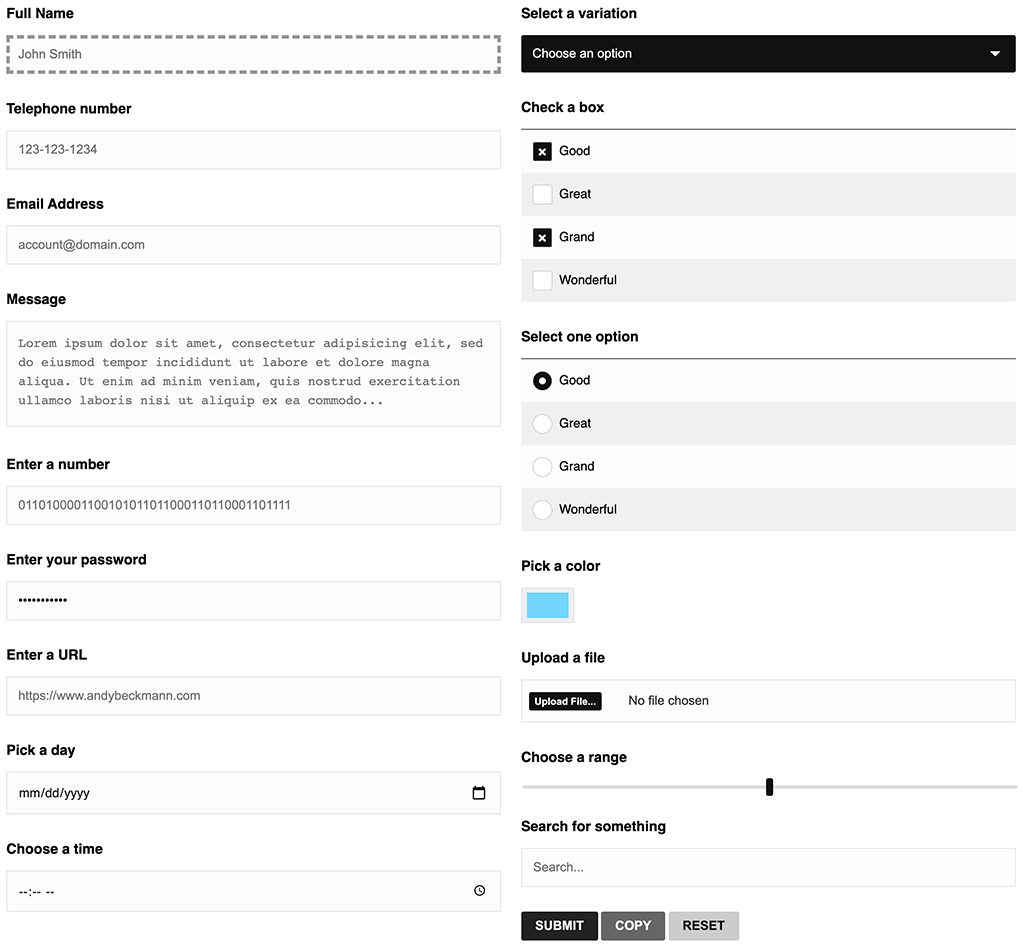 Full Name
John Smith
Telephone number
123-123-1234
Email Address
account@domain.com
Message
Lorem ipsum dolor sit amet, consectetur adipisicing elit, sed
do eiusmod tempor incididunt ut labore et dolore magna
aliqua. Ut enim ad minim veniam, quis nostrud exercitation
ullamco laboris nisi ut aliquip ex ea commodo...
Enter a number
0110100001100101011011000110110001101111
Enter your password
•••••••••••
Enter a URL
https://www.andybeckmann.com
Pick a day
mm/dd/yyyy
Choose a time
--:-- --
Select a variation
Choose an option
Check a box
Good
Great
Grand
Wonderful
Select one option
Good
Great
Grand
Wonderful
Pick a color
Upload a file
Upload File... No file chosen
Choose a range
Search for something
Search...
SUBMIT COPY RESET